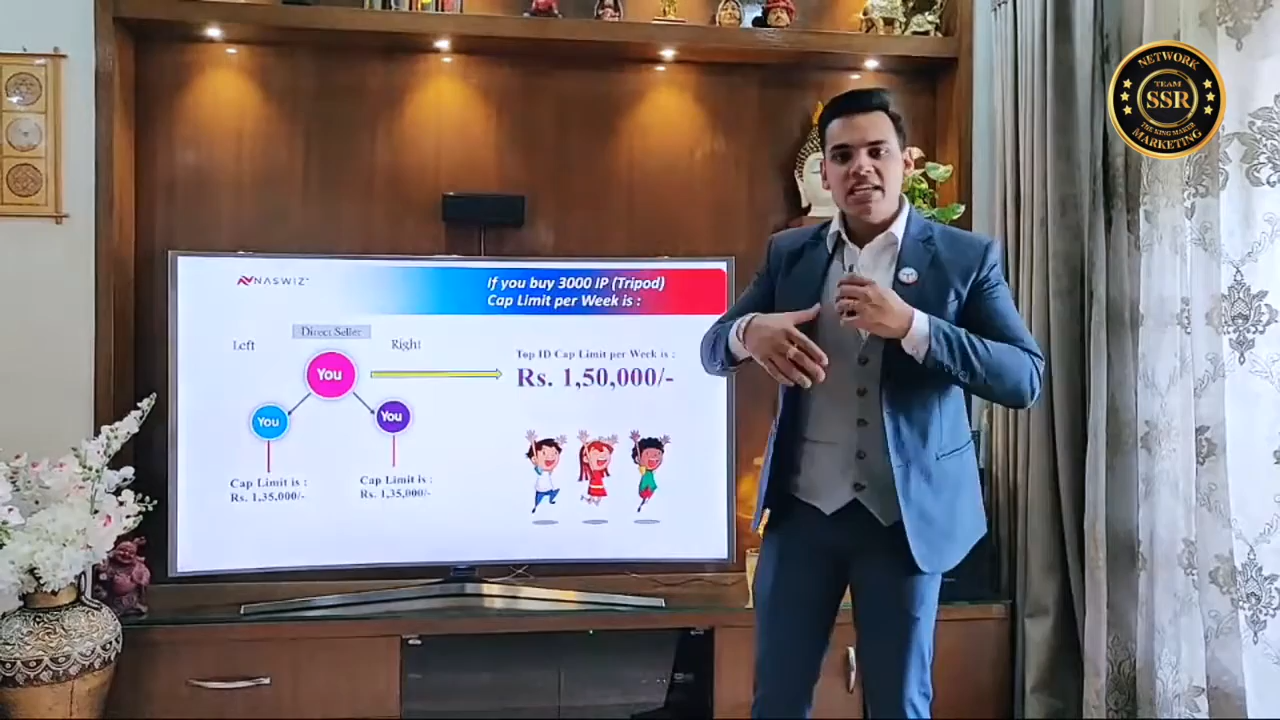 NASWIZ
If you buy 3000 IP (Tripod)
Cap Limit per Week is :
Direct Seller
Left
Right
You
You
You
Top ID Cap Limit per Week is :
Rs. 1,50,000/-
Cap Limit is :
Rs. 1,35,000/-
Cap Limit is :
Rs. 1,35,000/-
NETWORK
TEAM
SSR
THE KING MAKER
MARKETING